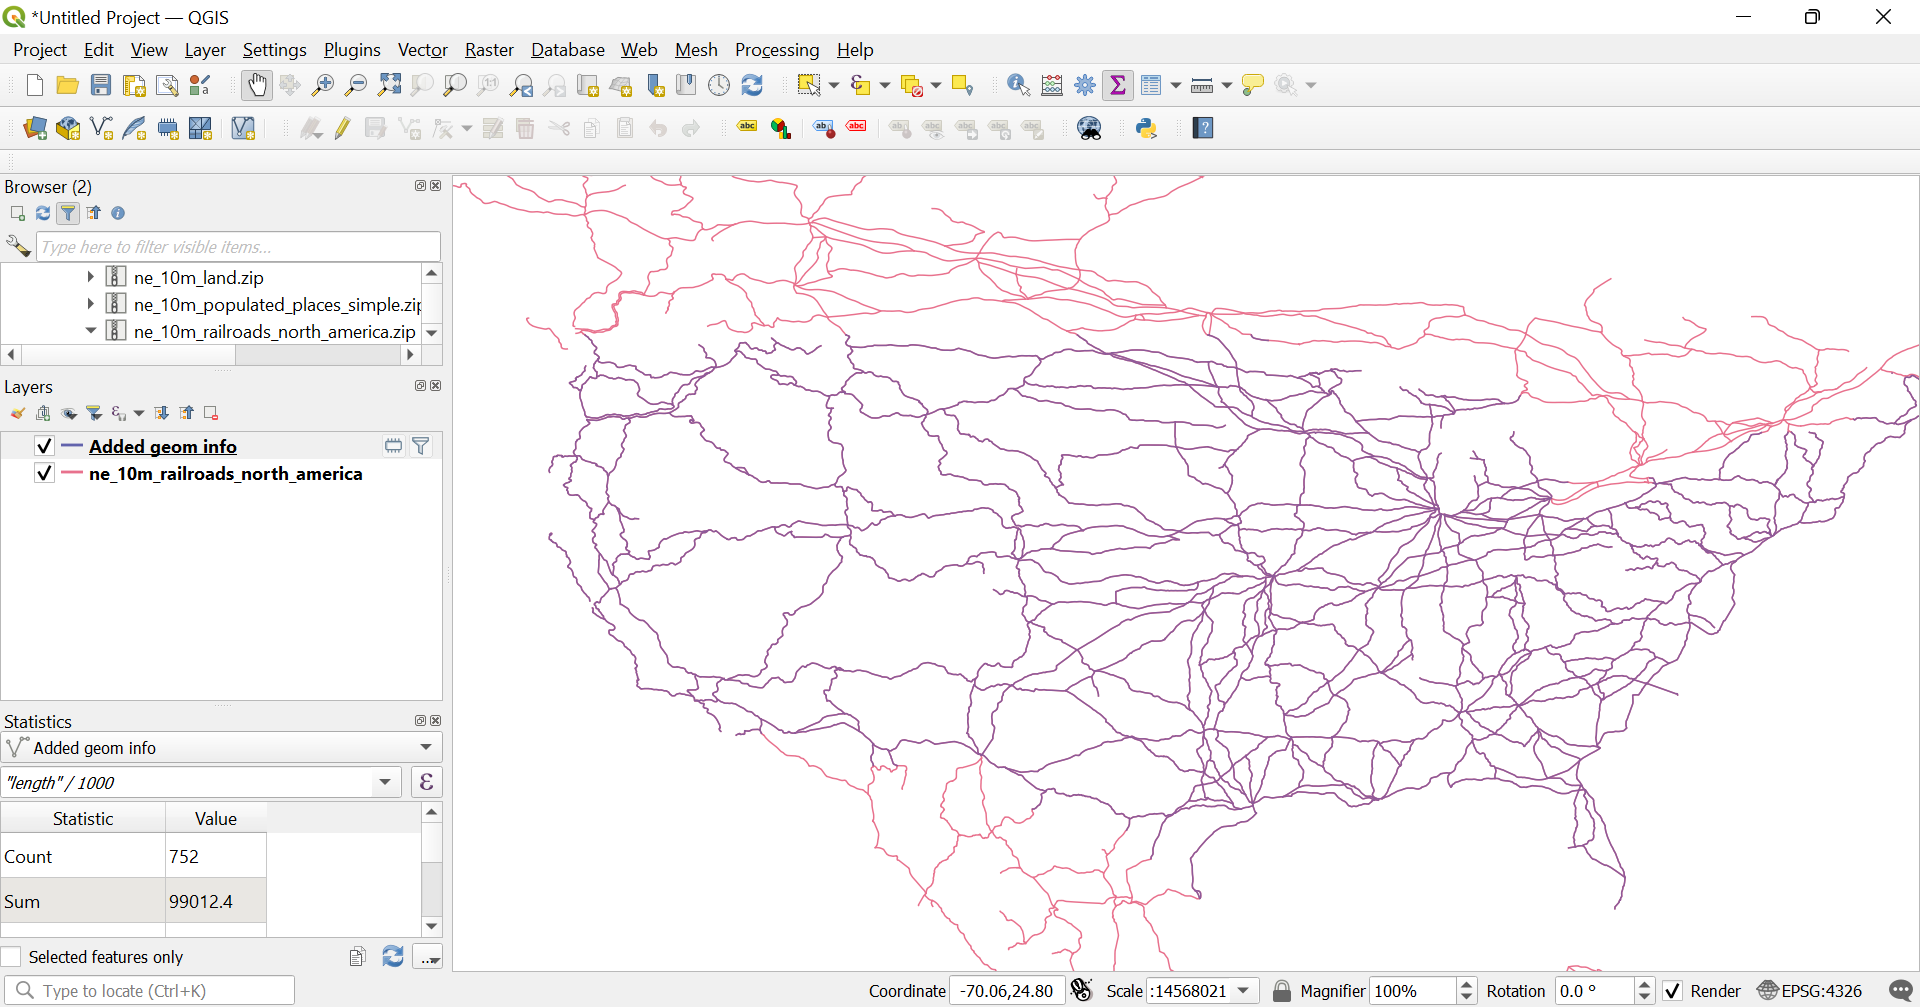 *Untitled Project — QGIS
Project Edit View Layer Settings Plugins Vector Raster Database Web Mesh Processing Help
Browser (2)
Type here to filter visible items...
ne_10m_land.zip
ne_10m_populated_places_simple.zip
ne_10m_railroads_north_america.zip
Layers
Added geom info
ne_10m_railroads_north_america
Statistics
Added geom info
"length" / 1000
ε
Statistic Value
Count 752
Sum 99012.4
Selected features only
Type to locate (Ctrl+K)
Coordinate -70.06,24.80 Scale :14568021 Magnifier 100% Rotation 0.0 ° Render EPSG:4326